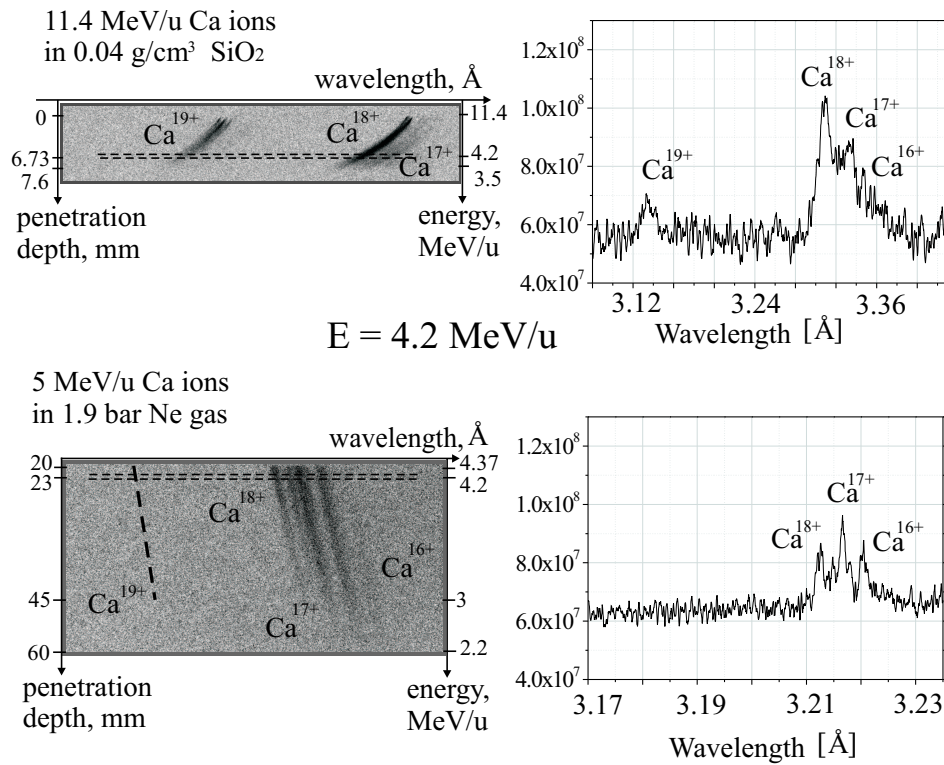 11.4 MeV/u Ca ions
in 0.04 g/cm³ SiO₂
wavelength, Å
0
6.73
7.6
11.4
4.2
3.5
Ca¹⁹⁺
Ca¹⁸⁺
Ca¹⁷⁺
penetration
depth, mm
energy,
MeV/u
1.2x10⁸
1.0x10⁸
8.0x10⁷
6.0x10⁷
4.0x10⁷
Ca¹⁸⁺
Ca¹⁷⁺
Ca¹⁹⁺
Ca¹⁶⁺
3.12 3.24 3.36
Wavelength [Å]
E = 4.2 MeV/u
5 MeV/u Ca ions
in 1.9 bar Ne gas
wavelength, Å
20
23
45
60
4.37
4.2
3
2.2
Ca¹⁸⁺
Ca¹⁶⁺
Ca¹⁹⁺
Ca¹⁷⁺
penetration
depth, mm
energy,
MeV/u
1.2x10⁸
1.0x10⁸
8.0x10⁷
6.0x10⁷
4.0x10⁷
Ca¹⁷⁺
Ca¹⁸⁺
Ca¹⁶⁺
3.17 3.19 3.21 3.23
Wavelength [Å]